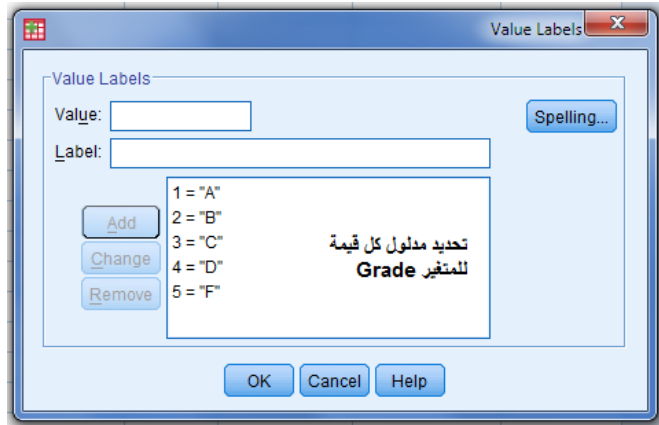 Value Labels
Value Labels
Value:
Spelling...
Label:
1 = "A"
2 = "B"
3 = "C"
4 = "D"
5 = "F"
تحديد مدلول كل قيمة
للمتغير Grade
Add
Change
Remove
OK Cancel Help